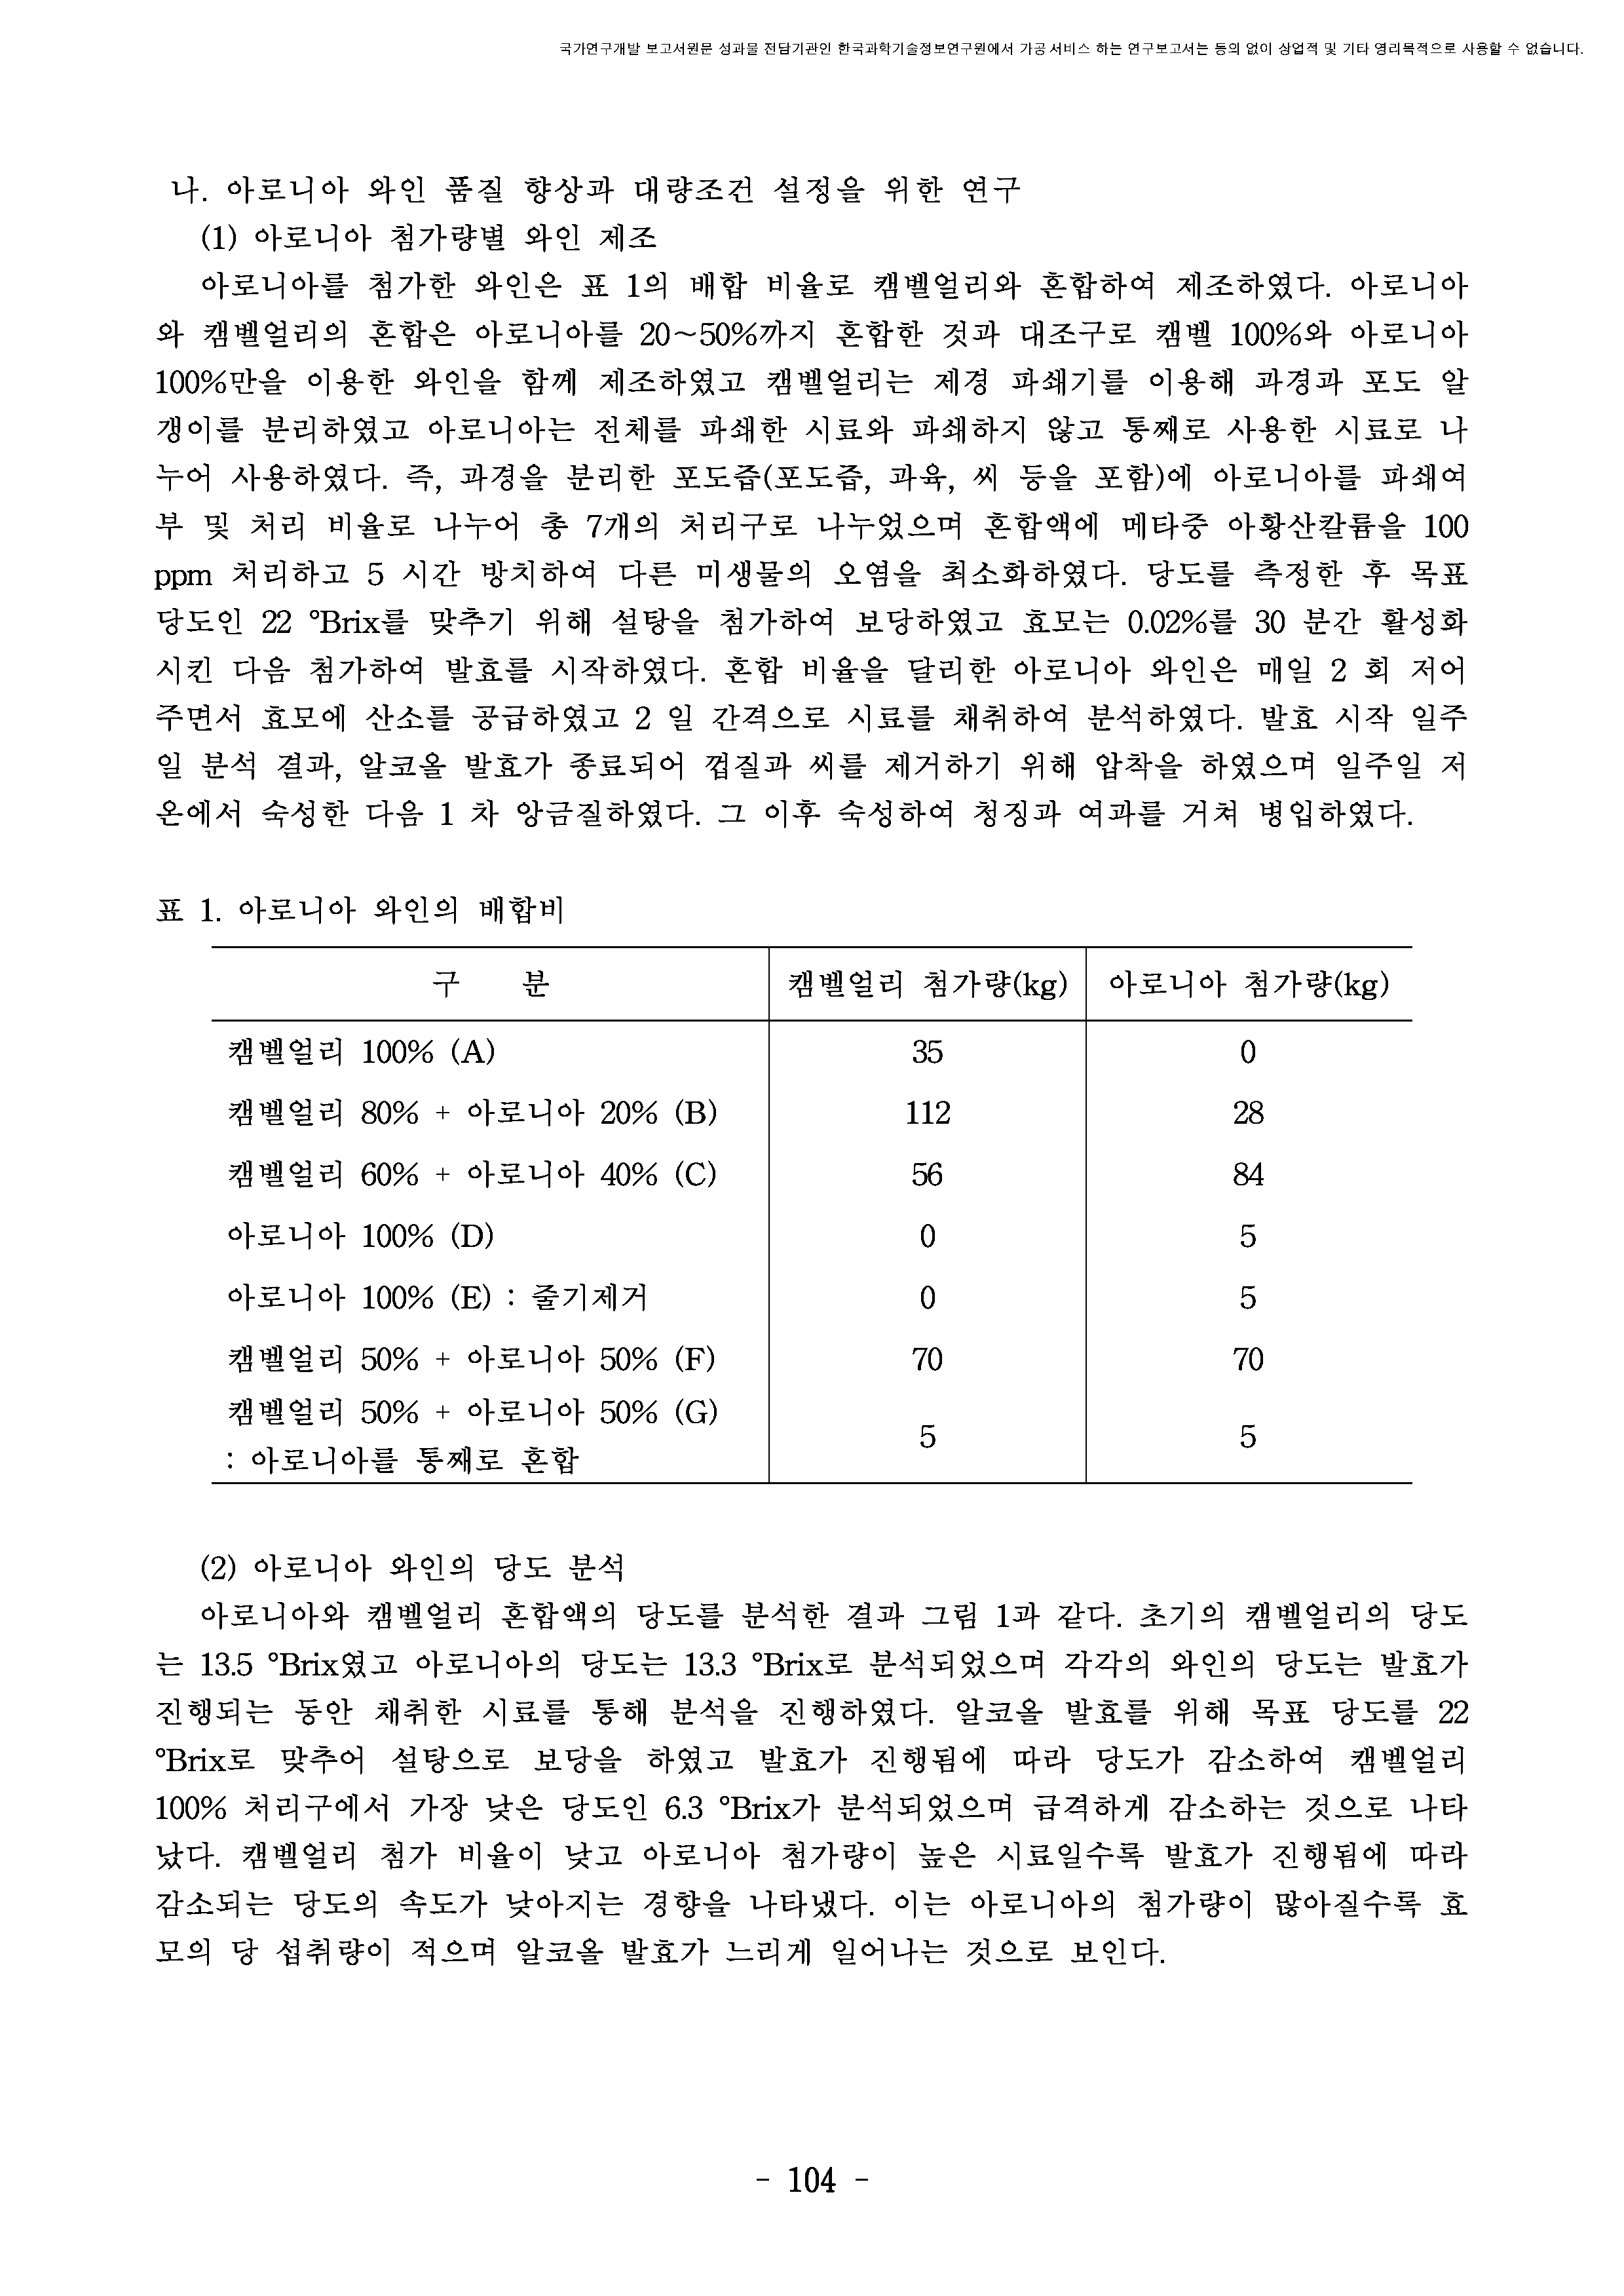 국가연구개발 보고서원문 성과물 전담기관인 한국과학기술정보연구원에서 가공·서비스 하는 연구보고서는 동의 없이 상업적 및 기타 영리목적으로 사용할 수 없습니다.
나. 아로니아 와인 품질 향상과 대량조건 설정을 위한 연구
(1) 아로니아 첨가량별 와인 제조
아로니아를 첨가한 와인은 표 1의 배합 비율로 캠벨얼리와 혼합하여 제조하였다. 아로니아
와 캠벨얼리의 혼합은 아로니아를 20~50%까지 혼합한 것과 대조구로 캠벨 100%와 아로니아
100%만을 이용한 와인을 함께 제조하였고 캠벨얼리는 제경 파쇄기를 이용해 과경과 포도 알
갱이를 분리하였고 아로니아는 전체를 파쇄한 시료와 파쇄하지 않고 통째로 사용한 시료로 나
누어 사용하였다. 즉, 과경을 분리한 포도즙(포도즙, 과육, 씨 등을 포함)에 아로니아를 파쇄여
부 및 처리 비율로 나누어 총 7개의 처리구로 나누었으며 혼합액에 메타중 아황산칼륨을 100
ppm 처리하고 5 시간 방치하여 다른 미생물의 오염을 최소화하였다. 당도를 측정한 후 목표
당도인 22 °Brix를 맞추기 위해 설탕을 첨가하여 보당하였고 효모는 0.02%를 30 분간 활성화
시킨 다음 첨가하여 발효를 시작하였다. 혼합 비율을 달리한 아로니아 와인은 매일 2 회 저어
주면서 효모에 산소를 공급하였고 2 일 간격으로 시료를 채취하여 분석하였다. 발효 시작 일주
일 분석 결과, 알코올 발효가 종료되어 껍질과 씨를 제거하기 위해 압착을 하였으며 일주일 저
온에서 숙성한 다음 1 차 앙금질하였다. 그 이후 숙성하여 청징과 여과를 거쳐 병입하였다.
표 1. 아로니아 와인의 배합비
구 분 캠벨얼리 첨가량(kg) 아로니아 첨가량(kg)
캠벨얼리 100% (A) 35 0
캠벨얼리 80% + 아로니아 20% (B) 112 28
캠벨얼리 60% + 아로니아 40% (C) 56 84
아로니아 100% (D) 0 5
아로니아 100% (E) : 줄기제거 0 5
캠벨얼리 50% + 아로니아 50% (F) 70 70
캠벨얼리 50% + 아로니아 50% (G)
: 아로니아를 통째로 혼합 5 5
(2) 아로니아 와인의 당도 분석
아로니아와 캠벨얼리 혼합액의 당도를 분석한 결과 그림 1과 같다. 초기의 캠벨얼리의 당도
는 13.5 °Brix였고 아로니아의 당도는 13.3 °Brix로 분석되었으며 각각의 와인의 당도는 발효가
진행되는 동안 채취한 시료를 통해 분석을 진행하였다. 알코올 발효를 위해 목표 당도를 22
°Brix로 맞추어 설탕으로 보당을 하였고 발효가 진행됨에 따라 당도가 감소하여 캠벨얼리
100% 처리구에서 가장 낮은 당도인 6.3 °Brix가 분석되었으며 급격하게 감소하는 것으로 나타
났다. 캠벨얼리 첨가 비율이 낮고 아로니아 첨가량이 높은 시료일수록 발효가 진행됨에 따라
감소되는 당도의 속도가 낮아지는 경향을 나타냈다. 이는 아로니아의 첨가량이 많아질수록 효
모의 당 섭취량이 적으며 알코올 발효가 느리게 일어나는 것으로 보인다.
- 104 -